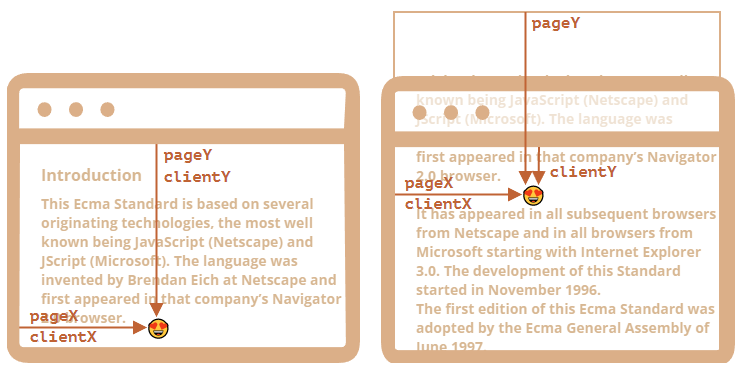 pageY
clientY
Introduction
This Ecma Standard is based on several
originating technologies, the most well
known being JavaScript (Netscape) and
JScript (Microsoft). The language was
invented by Brendan Eich at Netscape and
first appeared in that company's Navigator
2.0 browser.
pageX
clientX
pageY
known being JavaScript (Netscape) and
JScript (Microsoft). The language was
first appeared in that company's Navigator
2.0 browser.
clientY
pageX
clientX
It has appeared in all subsequent browsers
from Netscape and in all browsers from
Microsoft starting with Internet Explorer
3.0. The development of this Standard
started in November 1996.
The first edition of this Ecma Standard was
adopted by the Ecma General Assembly of
June 1997